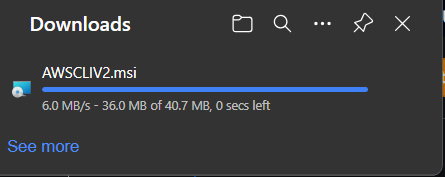 Downloads
AWSCLIV2.msi
6.0 MB/s - 36.0 MB of 40.7 MB, 0 secs left
See more